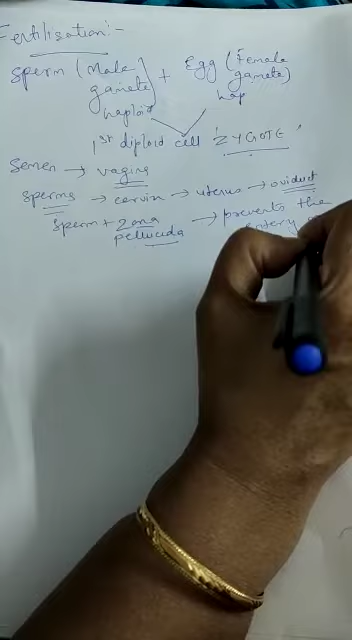 Fertilisation:-
Sperm (Male gamete) + Egg (Female gamete)
haploid hap
1st diploid cell 'ZYGOTE'
Semen → vagina
Sperms → cervix → uterus → oviduct
Sperm + Zona pellucida → prevents the entry